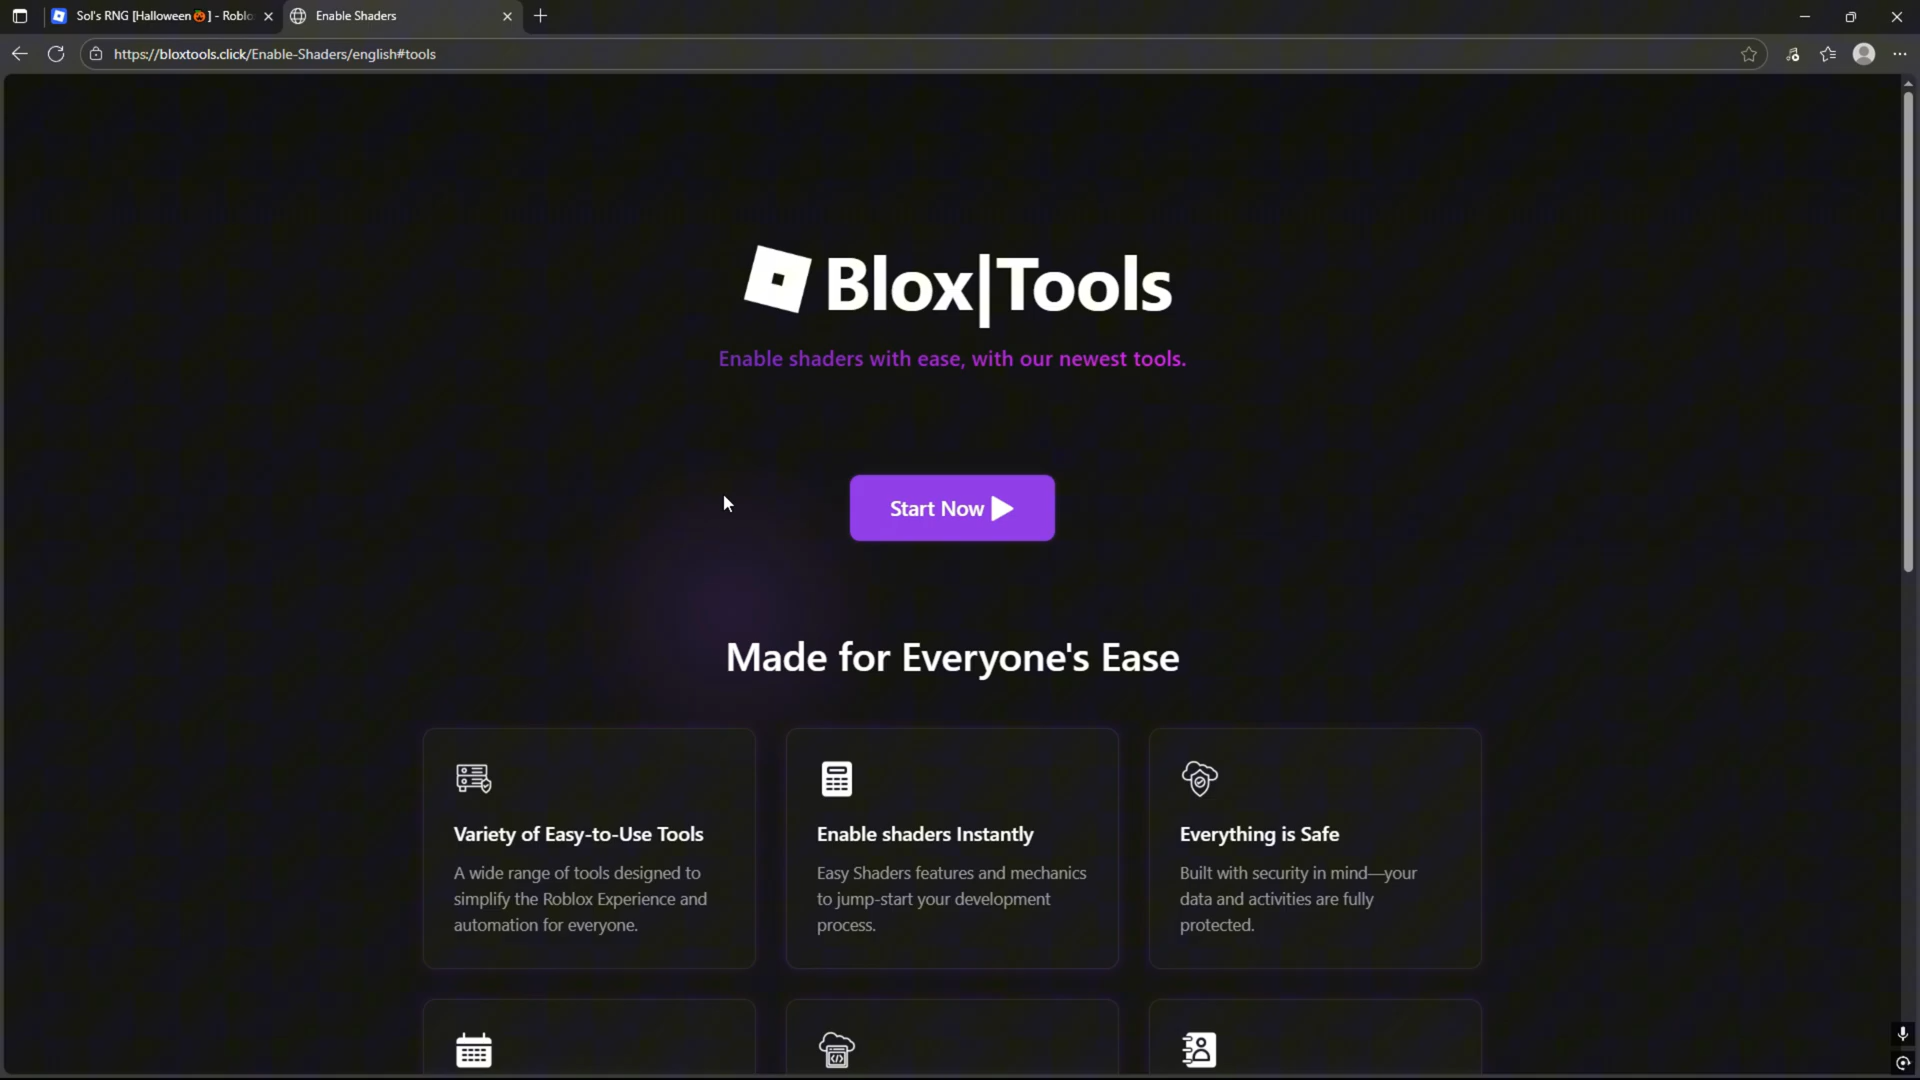 Sol's RNG [Halloween🎃] - Roblo
Enable Shaders
https://bloxtools.click/Enable-Shaders/english#tools
Blox|Tools
Enable shaders with ease, with our newest tools.
Start Now
Made for Everyone's Ease
Variety of Easy-to-Use Tools
A wide range of tools designed to
simplify the Roblox Experience and
automation for everyone.
Enable shaders Instantly
Easy Shaders features and mechanics
to jump-start your development
process.
Everything is Safe
Built with security in mind—your
data and activities are fully
protected.